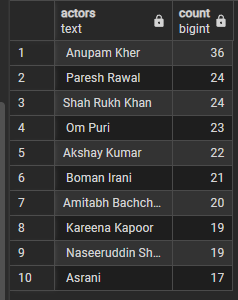 actors count
text bigint
1 Anupam Kher 36
2 Paresh Rawal 24
3 Shah Rukh Khan 24
4 Om Puri 23
5 Akshay Kumar 22
6 Boman Irani 21
7 Amitabh Bachch... 20
8 Kareena Kapoor 19
9 Naseeruddin Sh... 19
10 Asrani 17